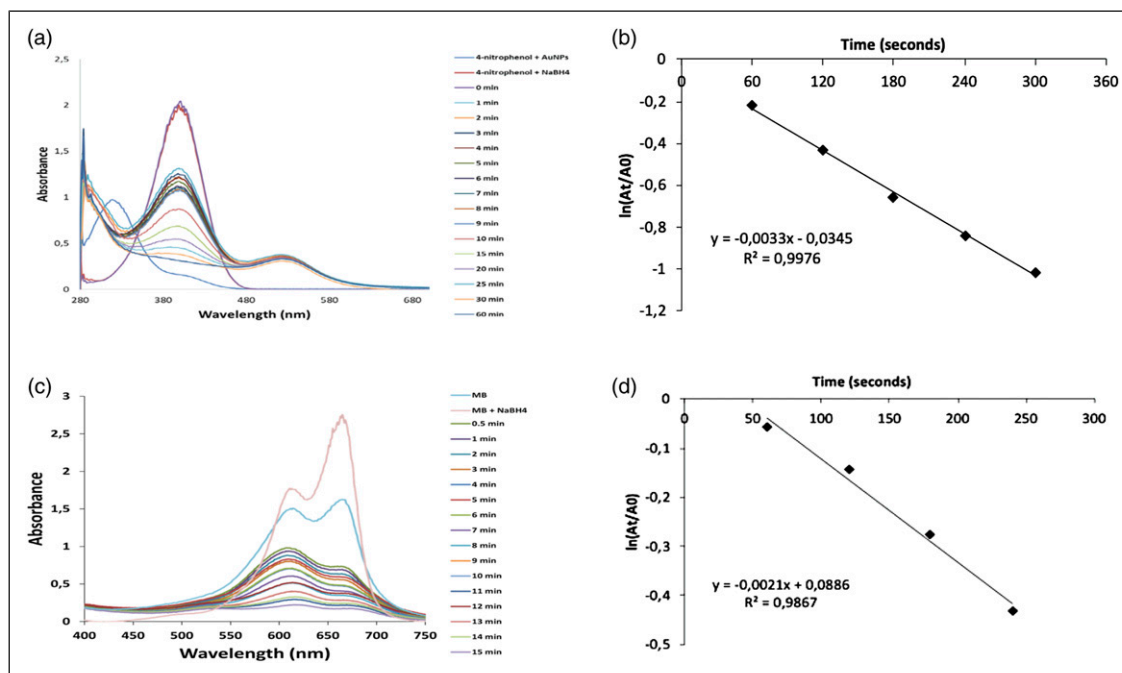 (a)
2,5
2
1,5
1
0,5
0
Absorbance
280
380
480
580
680
Wavelength (nm)
4-nitrophenol + AuNPs
4-nitrophenol + NaBH4
0 min
1 min
2 min
3 min
4 min
5 min
6 min
7 min
8 min
9 min
10 min
15 min
20 min
25 min
30 min
60 min
(b)
Time (seconds)
0
60
120
180
240
300
360
0
-0,2
-0,4
-0,6
-0,8
-1
-1,2
ln(At/A0)
y = -0,0033x - 0,0345
R² = 0,9976
(c)
3
2,5
2
1,5
1
0,5
0
Absorbance
400
450
500
550
600
650
700
750
Wavelength (nm)
MB
MB + NaBH4
0.5 min
1 min
2 min
3 min
4 min
5 min
6 min
7 min
8 min
9 min
10 min
11 min
12 min
13 min
14 min
15 min
(d)
Time (seconds)
0
50
100
150
200
250
300
0
-0,1
-0,2
-0,3
-0,4
-0,5
ln(At/A0)
y = -0,0021x + 0,0886
R² = 0,9867